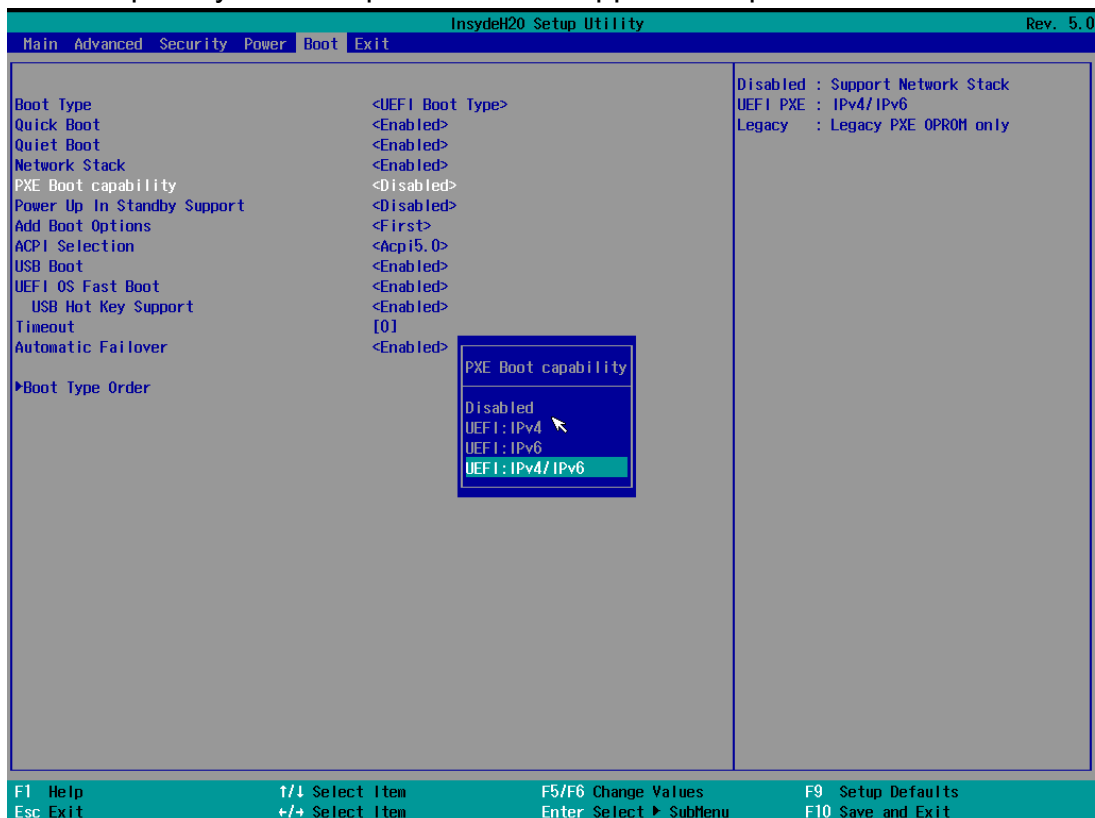 InsydeH20 Setup Utility Rev. 5.0
Main Advanced Security Power Boot Exit
Boot Type <UEFI Boot Type>
Quick Boot <Enabled>
Quiet Boot <Enabled>
Network Stack <Enabled>
PXE Boot capability <Disabled>
Power Up In Standby Support <Disabled>
Add Boot Options <First>
ACPI Selection <Acpi5.0>
USB Boot <Enabled>
UEFI OS Fast Boot <Enabled>
USB Hot Key Support <Enabled>
Timeout [0]
Automatic Failover <Enabled>
▶Boot Type Order
PXE Boot capability
Disabled
UEFI:IPv4
UEFI:IPv6
UEFI:IPv4/IPv6
Disabled : Support Network Stack
UEFI PXE : IPv4/IPv6
Legacy : Legacy PXE OPROM only
F1 Help ↑/↓ Select Item F5/F6 Change Values F9 Setup Defaults
Esc Exit ←/→ Select Item Enter Select ▶ SubMenu F10 Save and Exit